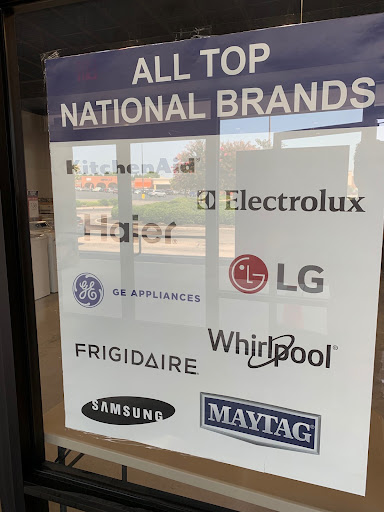 ALL TOP
NATIONAL BRANDS
KitchenAid
Electrolux
Haier
GE APPLIANCES
LG
FRIGIDAIRE
Whirlpool
SAMSUNG
MAYTAG